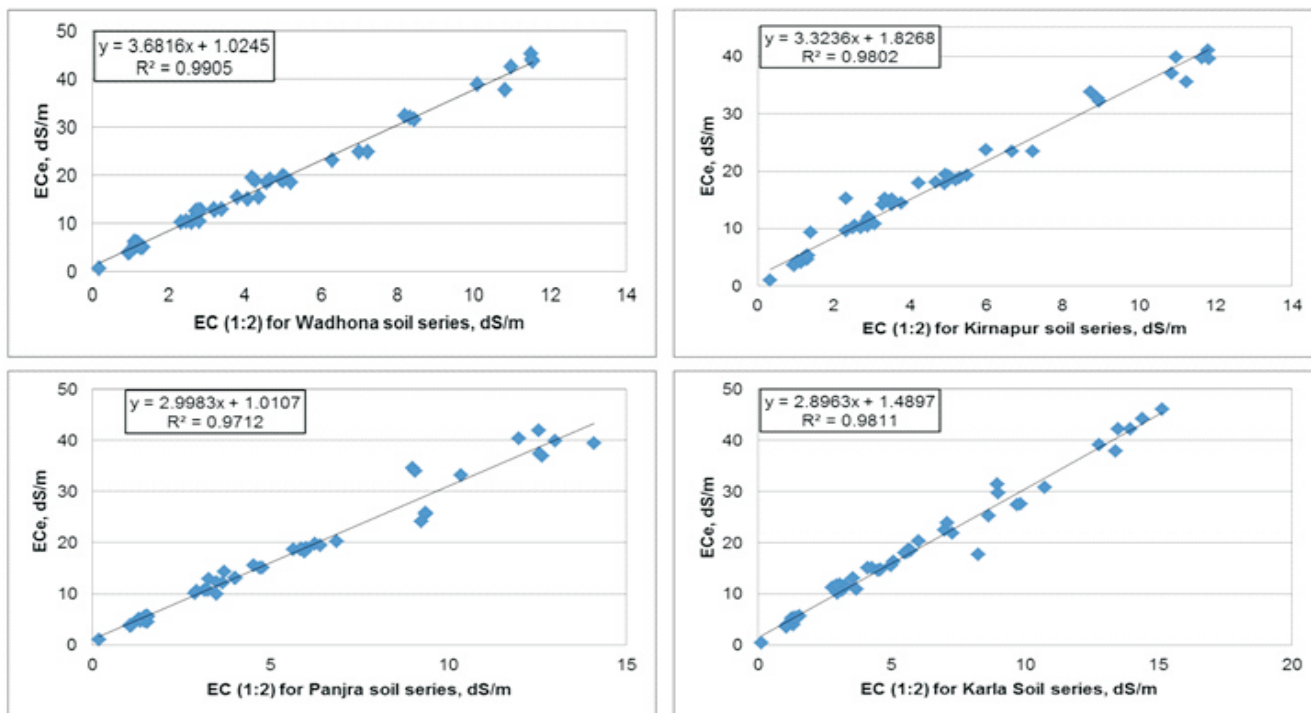 y = 3.6816x + 1.0245
R² = 0.9905
50
40
30
20
10
0
ECe, dS/m
0 2 4 6 8 10 12 14
EC (1:2) for Wadhona soil series, dS/m
y = 3.3236x + 1.8268
R² = 0.9802
40
30
20
10
0
ECe, dS/m
0 2 4 6 8 10 12 14
EC (1:2) for Kirnapur soil series, dS/m
y = 2.9983x + 1.0107
R² = 0.9712
50
40
30
20
10
0
ECe, dS/m
0 5 10 15
EC (1:2) for Panjra soil series, dS/m
y = 2.8963x + 1.4897
R² = 0.9811
50
40
30
20
10
0
ECe, dS/m
0 5 10 15 20
EC (1:2) for Karla Soil series, dS/m